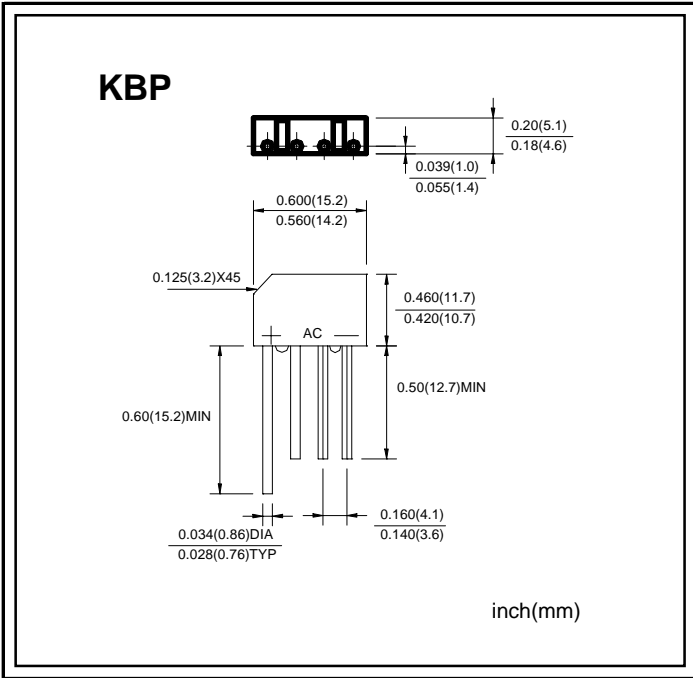 KBP
0.20(5.1)
0.18(4.6)
0.039(1.0)
0.055(1.4)
0.600(15.2)
0.560(14.2)
0.125(3.2)X45
0.460(11.7)
0.420(10.7)
+ AC —
0.50(12.7)MIN
0.60(15.2)MIN
0.160(4.1)
0.140(3.6)
0.034(0.86)DIA
0.028(0.76)TYP
inch(mm)